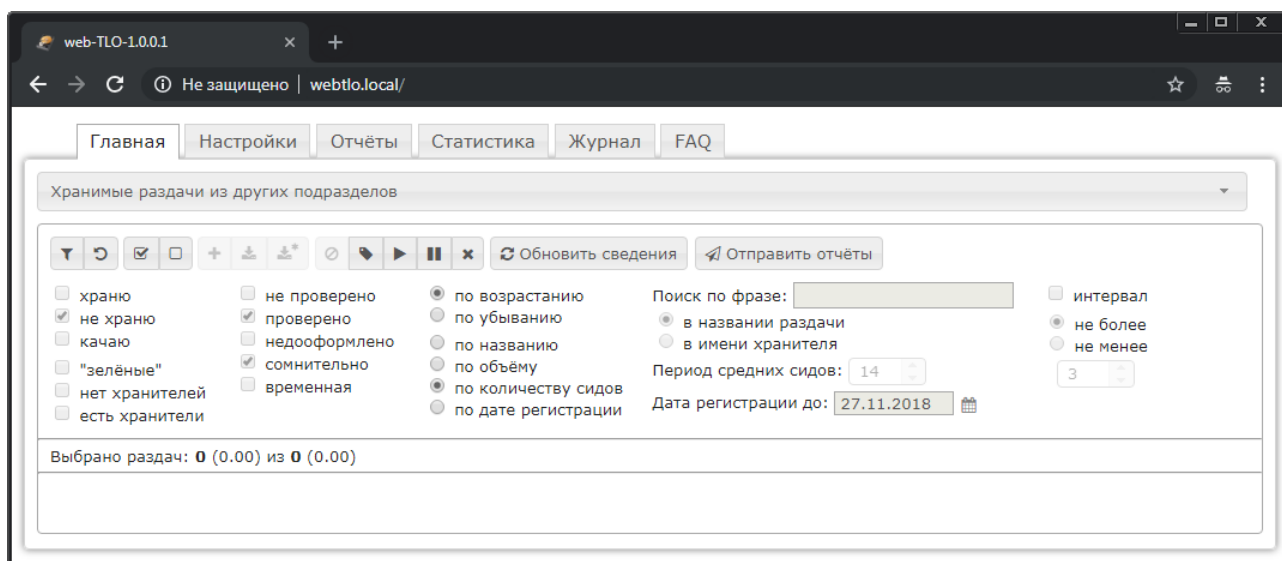 web-TLO-1.0.0.1
Не защищено webtlo.local/
Главная Настройки Отчёты Статистика Журнал FAQ
Хранимые раздачи из других подразделов
Обновить сведения Отправить отчёты
храню не проверено по возрастанию Поиск по фразе: интервал
не храню проверено по убыванию в названии раздачи не более
качаю недооформлено по названию в имени хранителя не менее
"зелёные" сомнительно по объёму Период средних сидов: 14 3
нет хранителей временная по количеству сидов
есть хранители по дате регистрации Дата регистрации до: 27.11.2018
Выбрано раздач: 0 (0.00) из 0 (0.00)